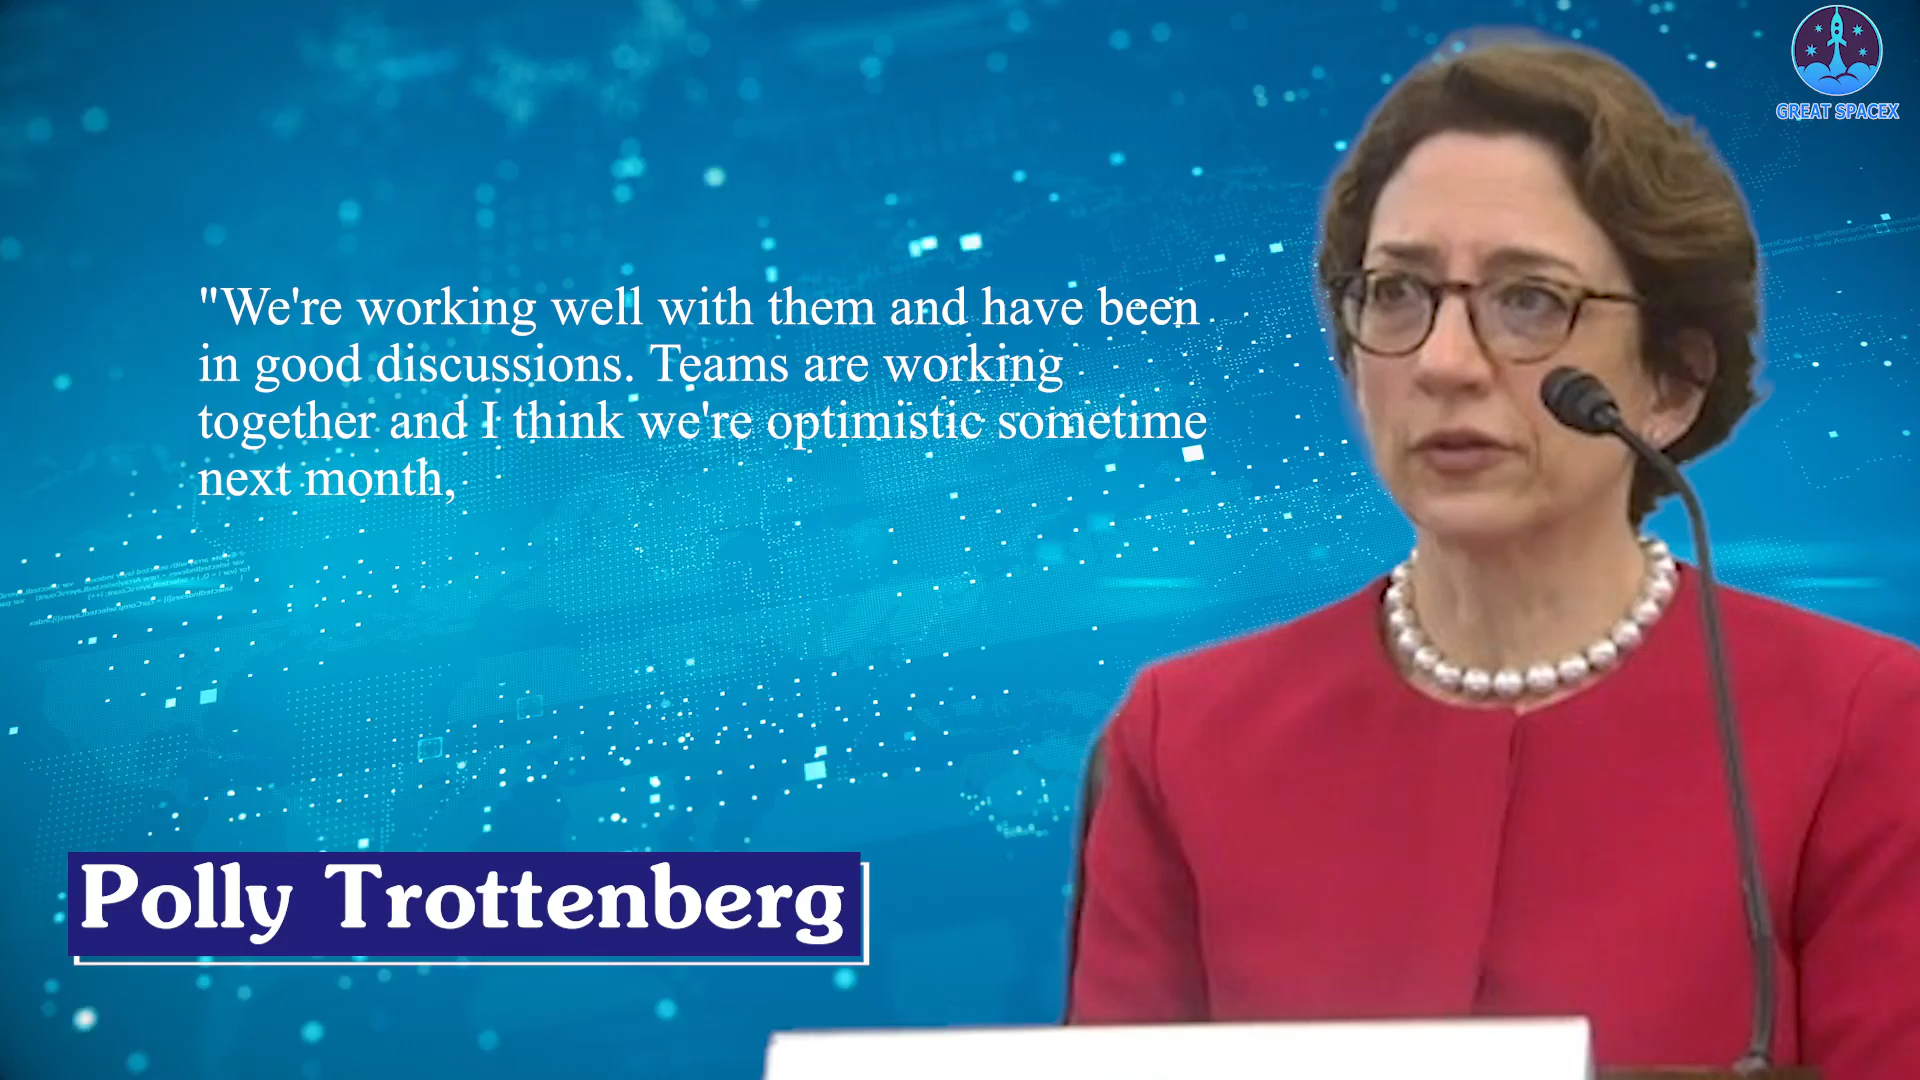 GREAT SPACEX
"We're working well with them and have been
in good discussions. Teams are working
together and I think we're optimistic sometime
next month,
Polly Trottenberg